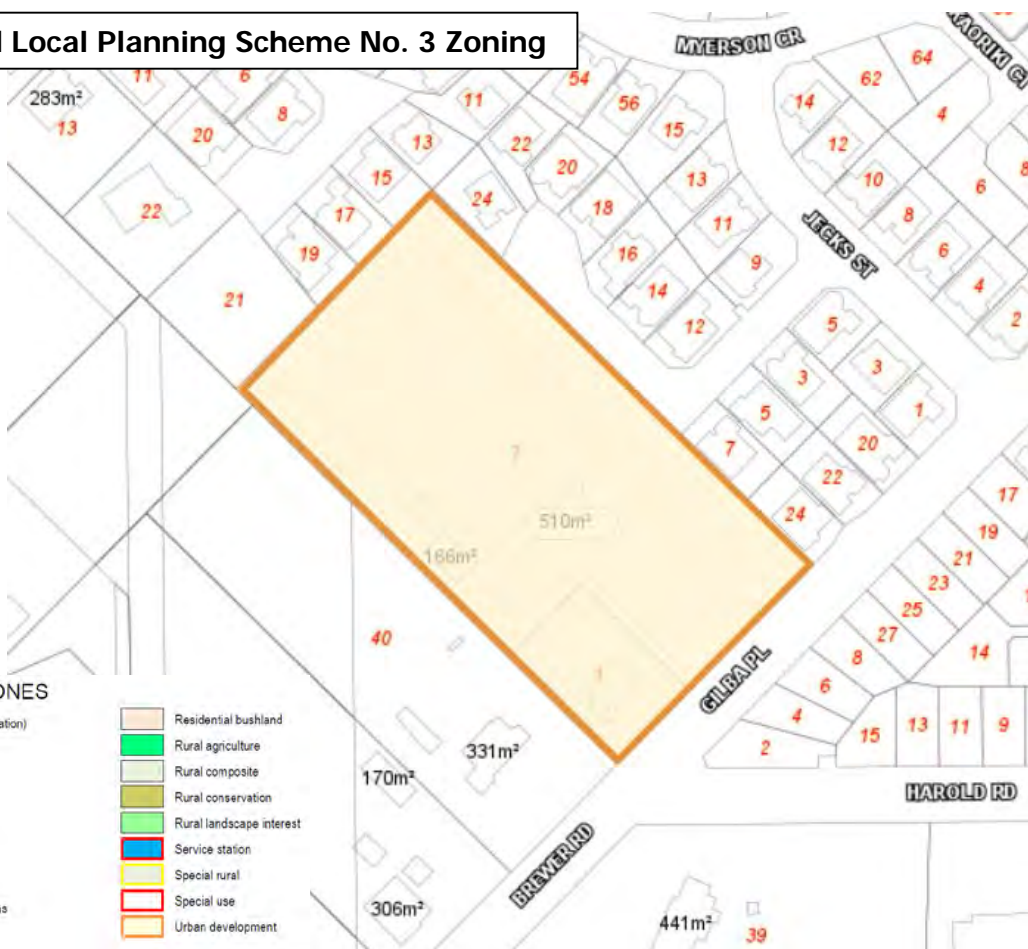 Local Planning Scheme No. 3 Zoning
MYERSON CR
KAORIKI CT
283m²
13
11
6
8
20
22
21
19
17
15
13
11
24
22
20
18
16
14
12
54
56
15
13
11
9
14
12
10
8
6
4
2
62
64
4
6
8
JECKS ST
5
3
1
3
5
7
20
22
24
7
510m²
166m²
1
40
331m²
170m²
306m²
GILBA PL
17
19
21
23
25
27
8
6
4
2
14
15
13
11
9
HAROLD RD
BREWER RD
441m²
39
ONES
ation)
Residential bushland
Rural agriculture
Rural composite
Rural conservation
Rural landscape interest
Service station
Special rural
Special use
Urban development